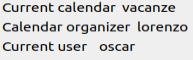 Current calendar vacanze
Calendar organizer lorenzo
Current user oscar